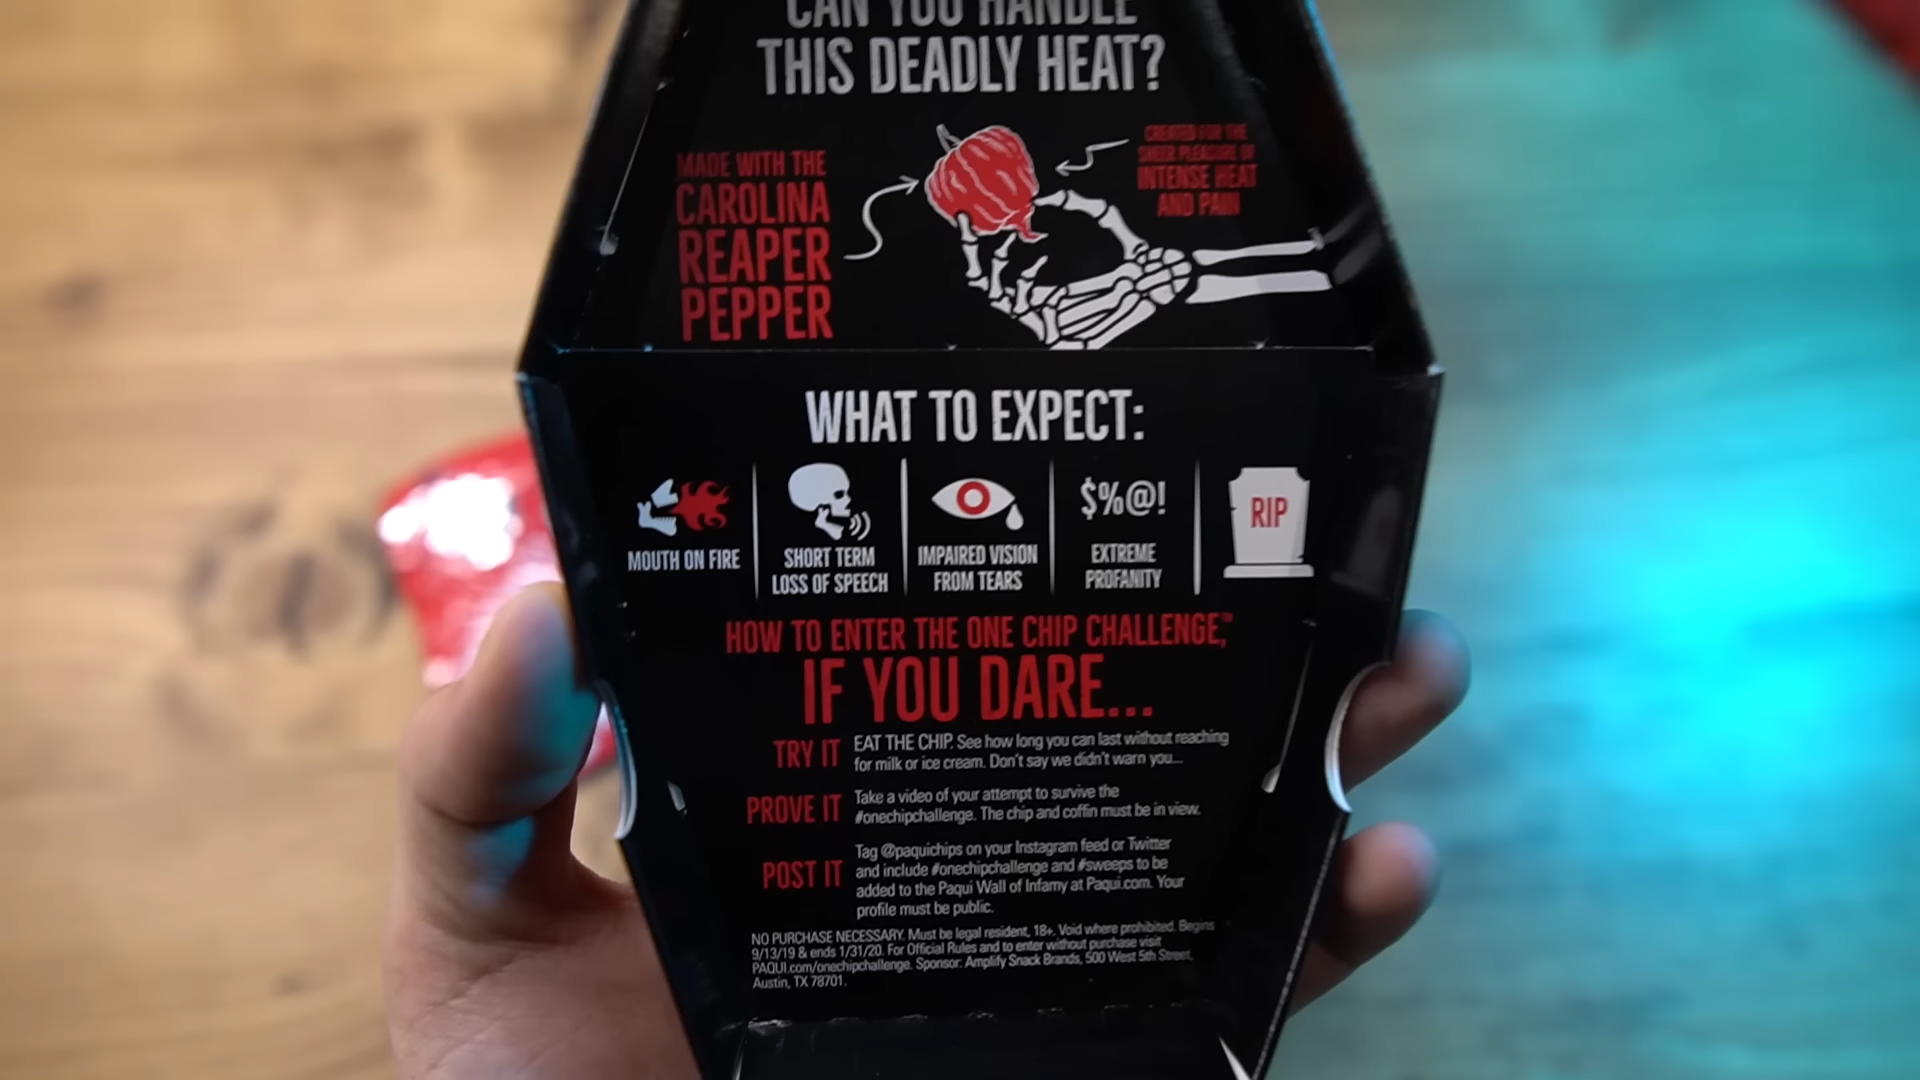 CAN YOU HANDLE
THIS DEADLY HEAT?
MADE WITH THE
CAROLINA
REAPER
PEPPER
CREATED FOR THE
SHEER PLEASURE OF
INTENSE HEAT
AND PAIN
WHAT TO EXPECT:
MOUTH ON FIRE
SHORT TERM
LOSS OF SPEECH
IMPAIRED VISION
FROM TEARS
$%@!
EXTREME
PROFANITY
RIP
HOW TO ENTER THE ONE CHIP CHALLENGE,™
IF YOU DARE...
TRY IT
EAT THE CHIP. See how long you can last without reaching
for milk or ice cream. Don't say we didn't warn you...
PROVE IT
Take a video of your attempt to survive the
#onechipchallenge. The chip and coffin must be in view.
POST IT
Tag @paquichips on your Instagram feed or Twitter
and include #onechipchallenge and #sweeps to be
added to the Paqui Wall of Infamy at Paqui.com. Your
profile must be public.
NO PURCHASE NECESSARY. Must be legal resident, 18+. Void where prohibited. Begins
9/13/19 & ends 1/31/20. For Official Rules and to enter without purchase visit
PAQUI.com/onechipchallenge. Sponsor: Amplify Snack Brands, 500 West 5th Street,
Austin, TX 78701.